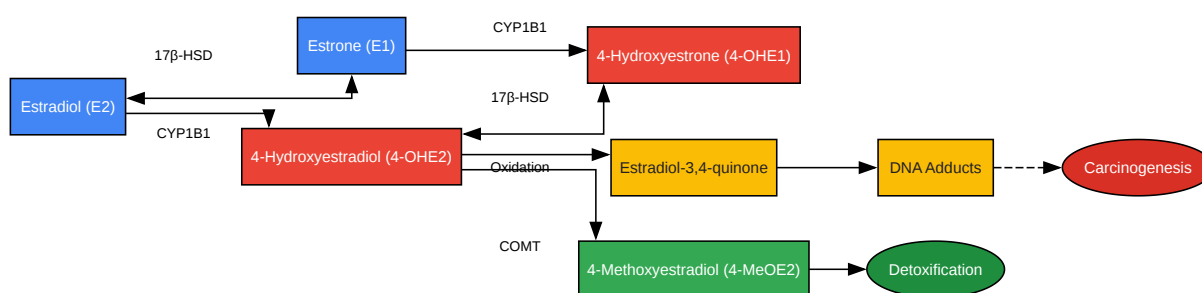 CYP1B1
Estrone (E1)
4-Hydroxyestrone (4-OHE1)
17β-HSD
Estradiol (E2)
17β-HSD
CYP1B1
4-Hydroxyestradiol (4-OHE2)
Oxidation
Estradiol-3,4-quinone
DNA Adducts
Carcinogenesis
COMT
4-Methoxyestradiol (4-MeOE2)
Detoxification